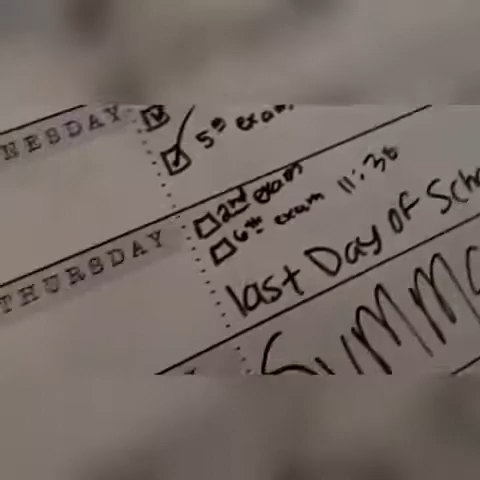 NESDAY
5th exam
THURSDAY
2nd exam
6th exam 11:30
last Day of Scho
SUMM